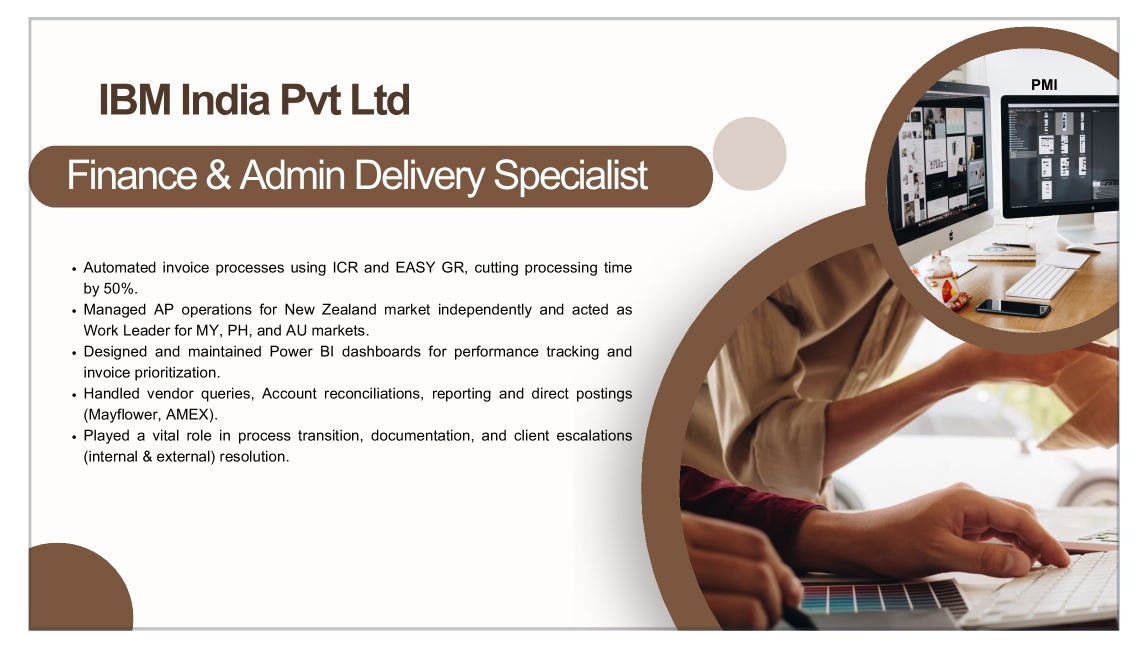 IBM India Pvt Ltd
PMI
Finance & Admin Delivery Specialist
• Automated invoice processes using ICR and EASY GR, cutting processing time
by 50%.
• Managed AP operations for New Zealand market independently and acted as
Work Leader for MY, PH, and AU markets.
• Designed and maintained Power BI dashboards for performance tracking and
invoice prioritization.
• Handled vendor queries, Account reconciliations, reporting and direct postings
(Mayflower, AMEX).
• Played a vital role in process transition, documentation, and client escalations
(internal & external) resolution.